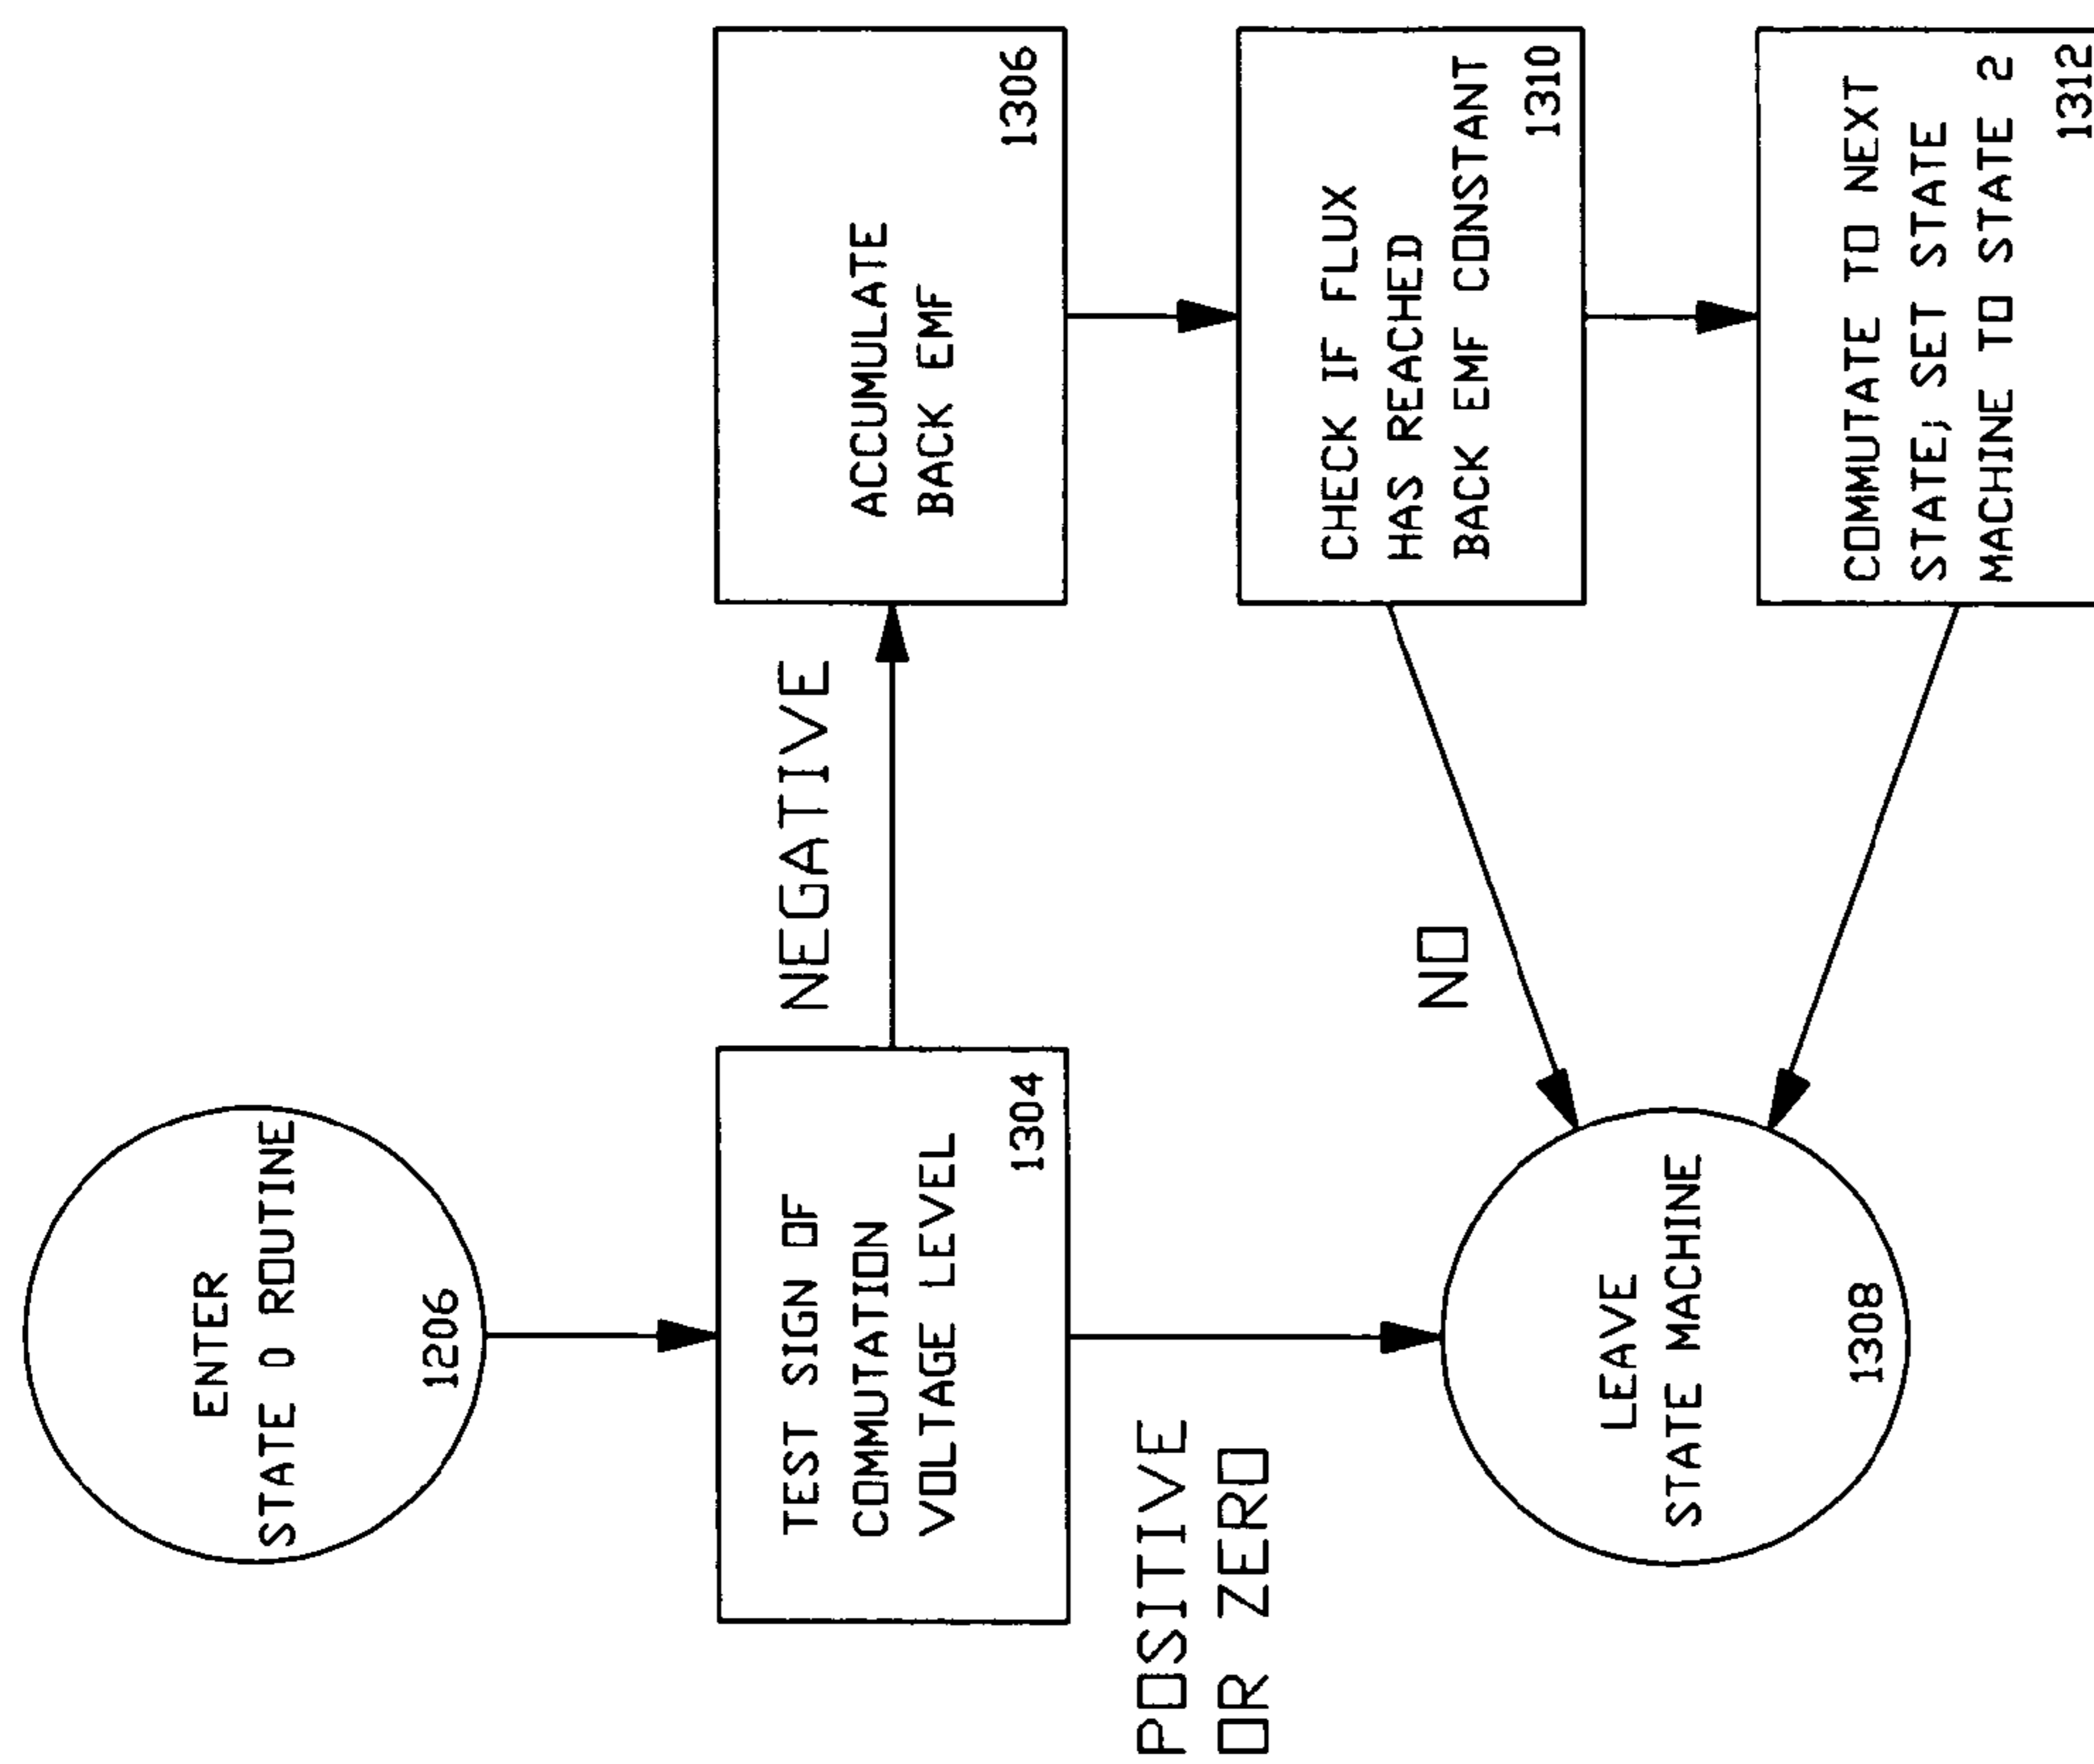 ENTER
STATE 0 ROUTINE
1206
TEST SIGN OF
COMMUTATION
VOLTAGE LEVEL
1304
NEGATIVE
ACCUMULATE
BACK EMF
1306
POSITIVE
OR ZERO
CHECK IF FLUX
HAS REACHED
BACK EMF CONSTANT
1310
NO
LEAVE
STATE MACHINE
1308
COMMUTATE TO NEXT
STATE; SET STATE
MACHINE TO STATE 2
1312